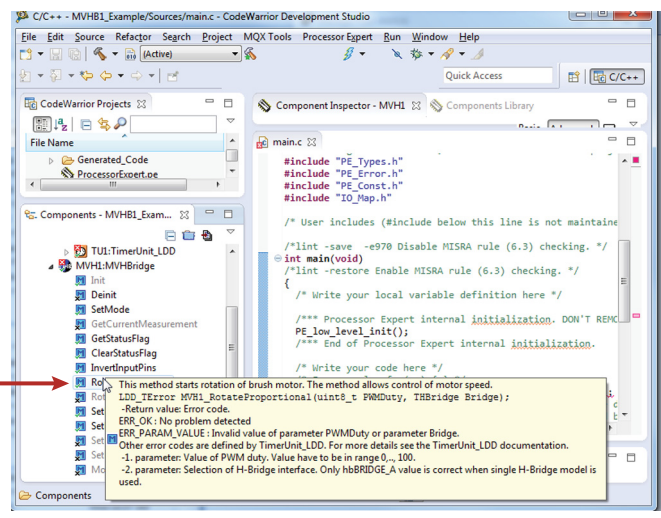 C/C++ - MVHB1_Example/Sources/main.c - CodeWarrior Development Studio
File Edit Source Refactor Search Project MQX Tools Processor Expert Run Window Help
(Active)
Quick Access
C/C++
CodeWarrior Projects
File Name
Generated_Code
ProcessorExpert.pe
Components - MVHB1_Exam...
TU1:TimerUnit_LDD
MVH1:MVHBridge
Init
Deinit
SetMode
GetCurrentMeasurement
GetStatusFlag
ClearStatusFlag
InvertInputPins
Ro
Rot
Set
Set
Set
Set
Mo
Component Inspector - MVH1
Components Library
main.c
#include "PE_Types.h"
#include "PE_Error.h"
#include "PE_Const.h"
#include "IO_Map.h"
/* User includes (#include below this line is not maintaine
/*lint -save -e970 Disable MISRA rule (6.3) checking. */
int main(void)
/*lint -restore Enable MISRA rule (6.3) checking. */
{
/* Write your local variable definition here */
/*** Processor Expert internal initialization. DON'T REMO
PE_low_level_init();
/*** End of Processor Expert internal initialization.
/* Write your code here */
This method starts rotation of brush motor. The method allows control of motor speed.
LDD_TError MVH1_RotateProportional(uint8_t PWMDuty, THBridge Bridge);
-Return value: Error code.
ERR_OK : No problem detected
ERR_PARAM_VALUE : Invalid value of parameter PWMDuty or parameter Bridge.
Other error codes are defined by TimerUnit_LDD. For more details see the TimerUnit_LDD documentation.
-1. parameter: Value of PWM duty. Value have to be in range 0,.., 100.
-2. parameter: Selection of H-Bridge interface. Only hbBRIDGE_A value is correct when single H-Bridge model is
used.
Components